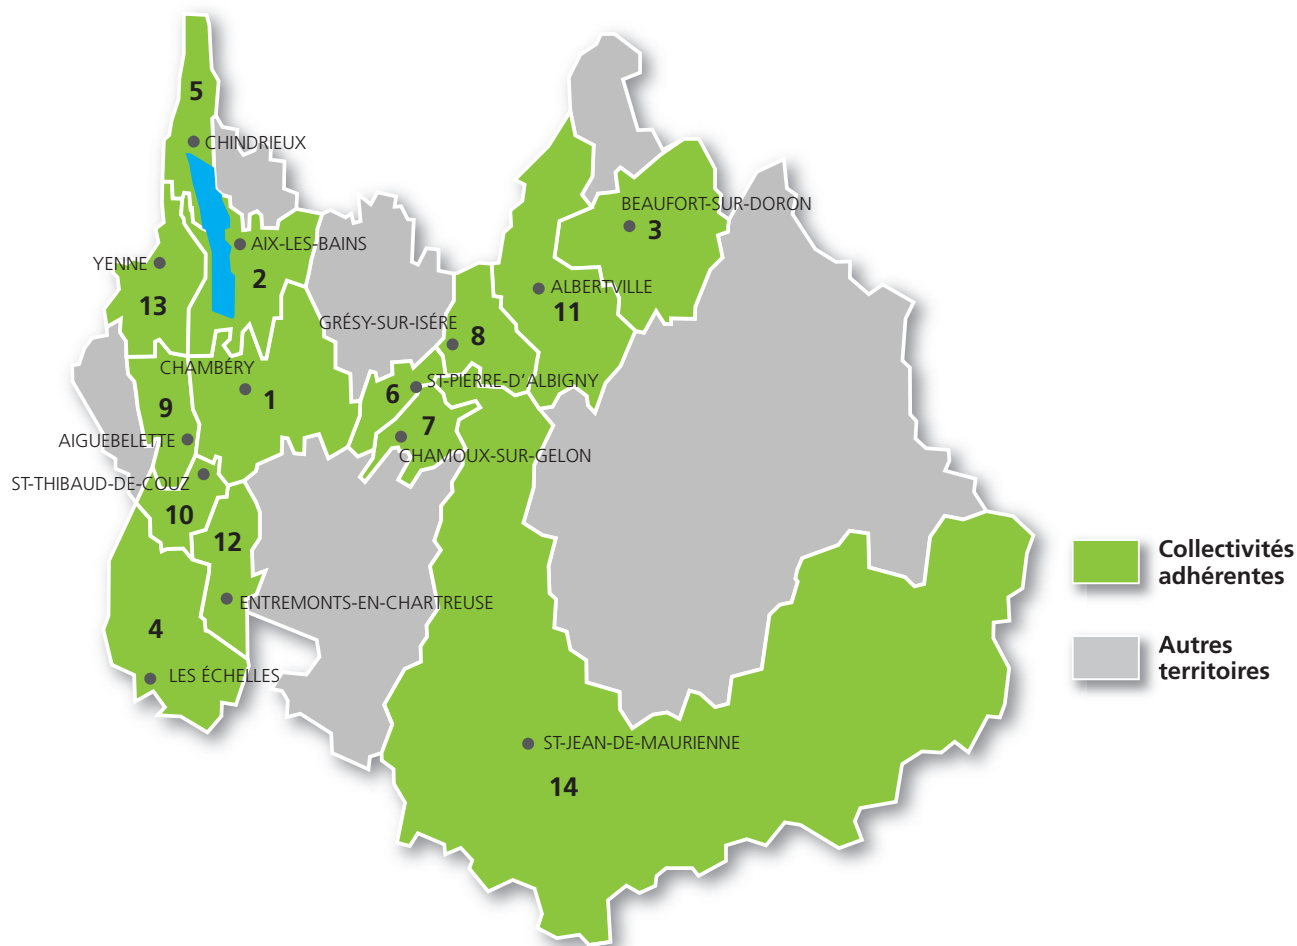 5
CHINDRIEUX
BEAUFORT-SUR-DORON
3
AIX-LES-BAINS
YENNE
2
13
ALBERTVILLE
11
GRÉSY-SUR-ISÉRE
8
CHAMBÉRY
ST-PIERRE-D'ALBIGNY
6
1
9
7
AIGUEBELETTE
CHAMOUX-SUR-GELON
ST-THIBAUD-DE-COUZ
10
12
Collectivités
adhérentes
ENTREMONTS-EN-CHARTREUSE
4
Autres
territoires
LES ÉCHELLES
ST-JEAN-DE-MAURIENNE
14